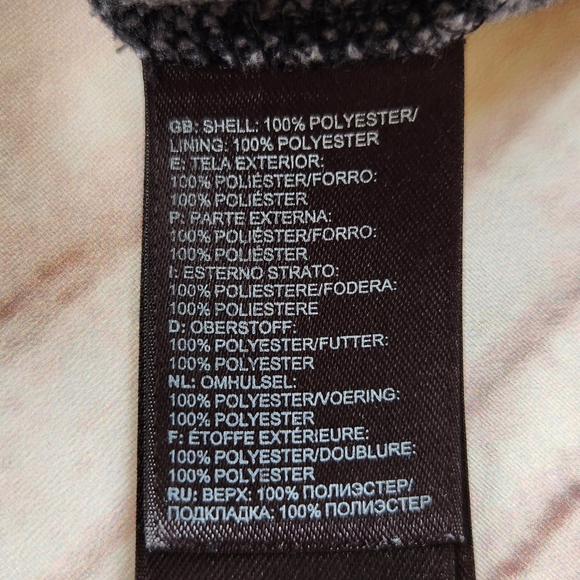 GB: SHELL: 100% POLYESTER/
LINING: 100% POLYESTER
E: TELA EXTERIOR:
100% POLIÉSTER/FORRO:
100% POLIÉSTER
P: PARTE EXTERNA:
100% POLIÉSTER/FORRO:
100% POLIÉSTER
I: ESTERNO STRATO:
100% POLIESTERE/FODERA:
100% POLIESTERE
D: OBERSTOFF:
100% POLYESTER/FUTTER:
100% POLYESTER
NL: OMHULSEL:
100% POLYESTER/VOERING:
100% POLYESTER
F: ÉTOFFE EXTÉRIEURE:
100% POLYESTER/DOUBLURE:
100% POLYESTER
RU: ВЕРХ: 100% ПОЛИЭСТЕР/
ПОДКЛАДКА: 100% ПОЛИЭСТЕР